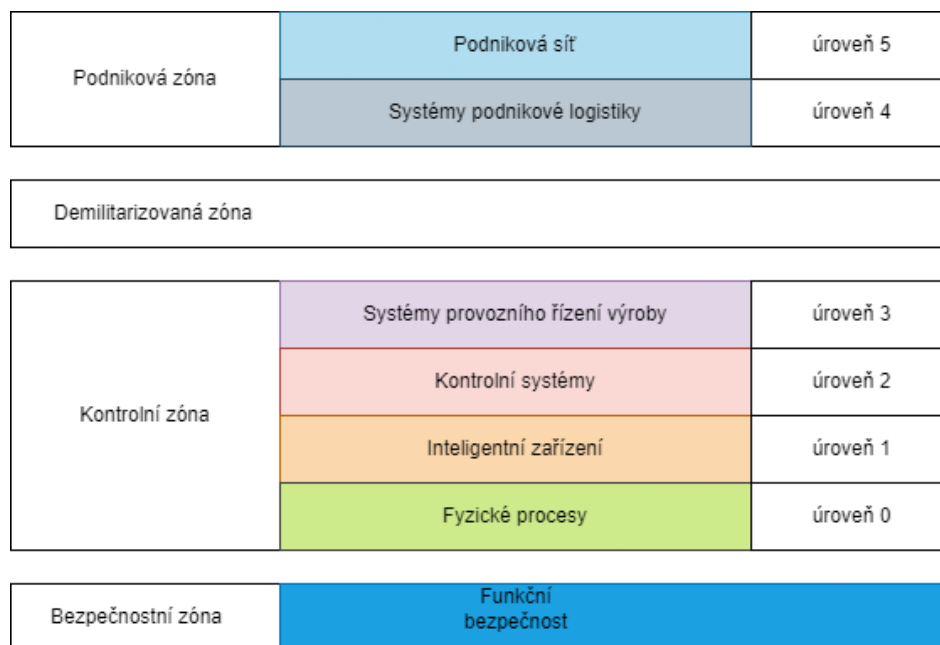 Podniková zóna
Podniková síť
úroveň 5
Systémy podnikové logistiky
úroveň 4
Demilitarizovaná zóna
Kontrolní zóna
Systémy provozního řízení výroby
úroveň 3
Kontrolní systémy
úroveň 2
Inteligentní zařízení
úroveň 1
Fyzické procesy
úroveň 0
Bezpečnostní zóna
Funkční
bezpečnost